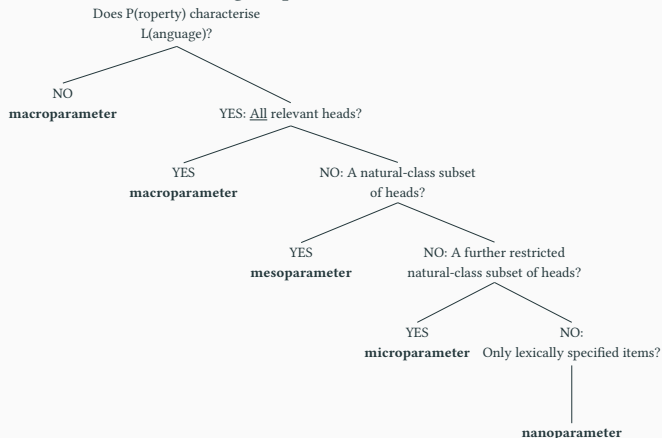 Does P(roperty) characterise
L(anguage)?
NO
macroparameter
YES: All relevant heads?
YES
macroparameter
NO: A natural-class subset
of heads?
YES
mesoparameter
NO: A further restricted
natural-class subset of heads?
YES
microparameter
NO:
Only lexically specified items?
nanoparameter